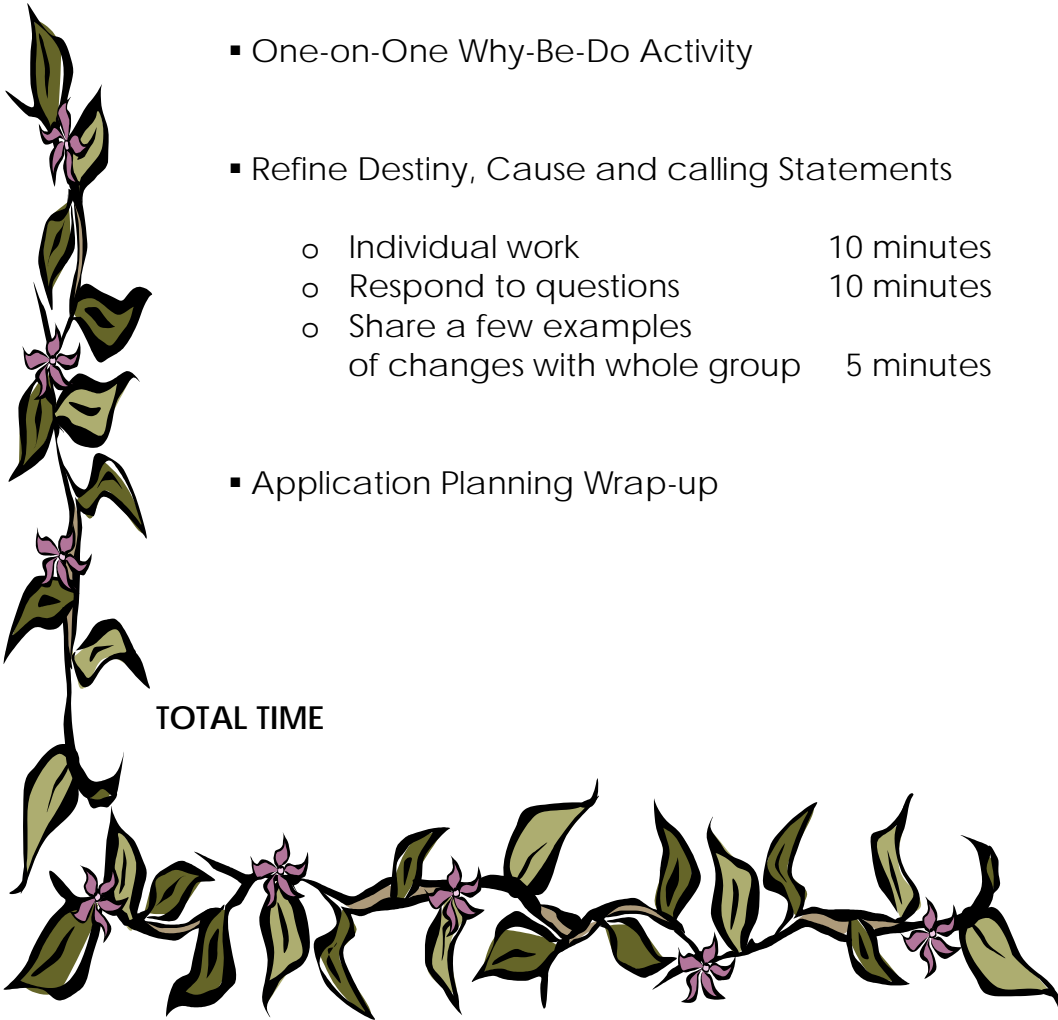 ▪ One-on-One Why-Be-Do Activity
▪ Refine Destiny, Cause and calling Statements
o Individual work 10 minutes
o Respond to questions 10 minutes
o Share a few examples
of changes with whole group 5 minutes
▪ Application Planning Wrap-up
TOTAL TIME